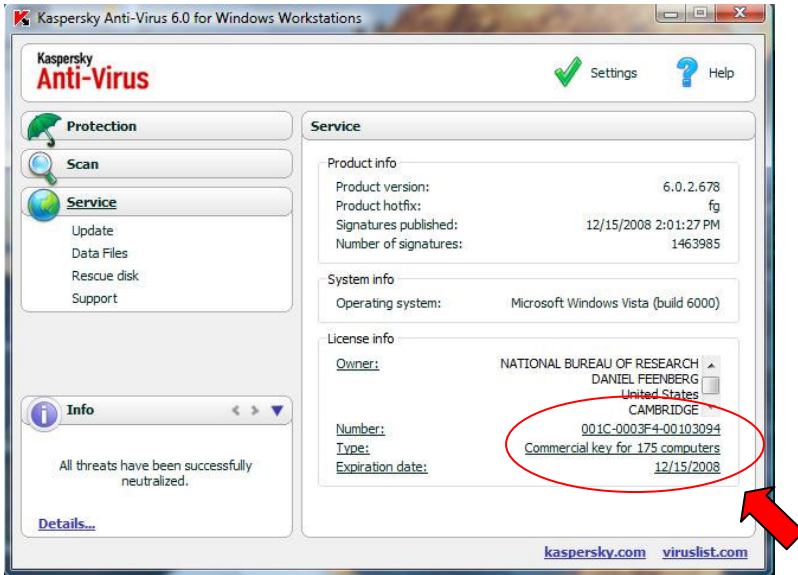 Kaspersky Anti-Virus 6.0 for Windows Workstations
Kaspersky
Anti-Virus
Settings
Help
Protection
Scan
Service
Update
Data Files
Rescue disk
Support
Info
All threats have been successfully
neutralized.
Details...
Service
Product info
Product version: 6.0.2.678
Product hotfix: fg
Signatures published: 12/15/2008 2:01:27 PM
Number of signatures: 1463985
System info
Operating system: Microsoft Windows Vista (build 6000)
License info
Owner: NATIONAL BUREAU OF RESEARCH
DANIEL FEENBERG
United States
CAMBRIDGE
Number: 001C-0003F4-00103094
Type: Commercial key for 175 computers
Expiration date: 12/15/2008
kaspersky.com viruslist.com